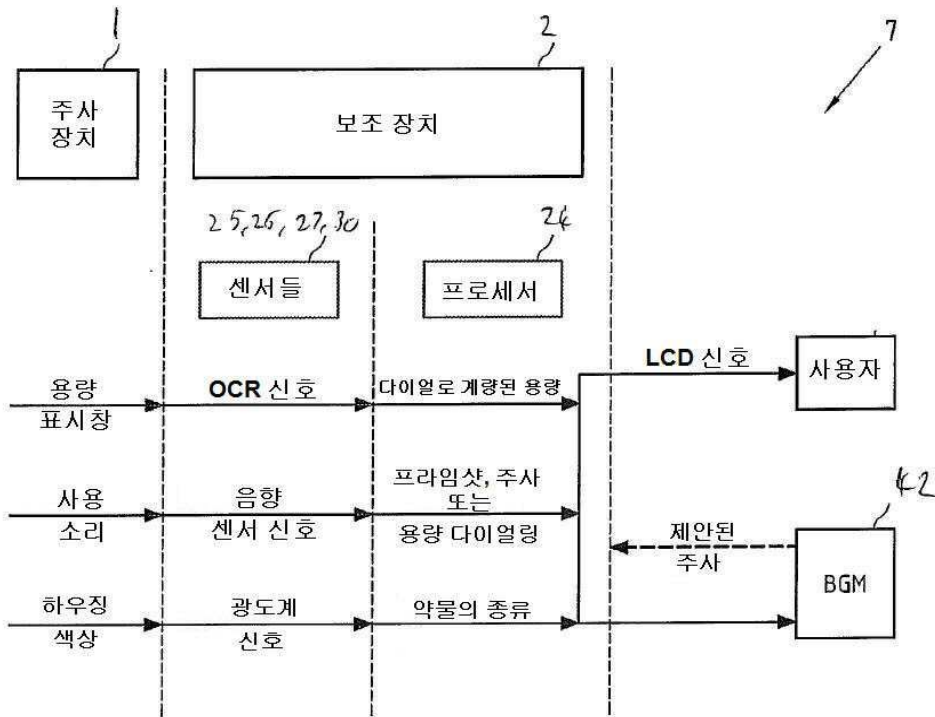 1
2
7
주사
장치
보조 장치
25, 26, 27, 30
24
센서들
프로세서
LCD 신호
사용자
용량
표시창
OCR 신호
다이얼로 계량된 용량
사용
소리
음향
센서 신호
프라임샷, 주사
또는
용량 다이얼링
42
제안된
주사
BGM
하우징
색상
광도계
신호
약물의 종류